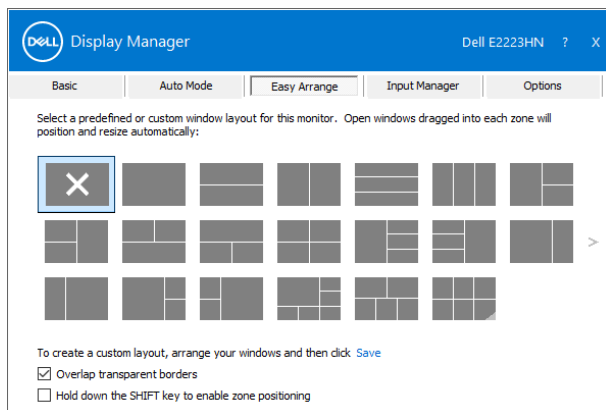 DELL Display Manager Dell E2223HN ? X
Basic Auto Mode Easy Arrange Input Manager Options
Select a predefined or custom window layout for this monitor. Open windows dragged into each zone will
position and resize automatically:
>
To create a custom layout, arrange your windows and then click Save
Overlap transparent borders
Hold down the SHIFT key to enable zone positioning